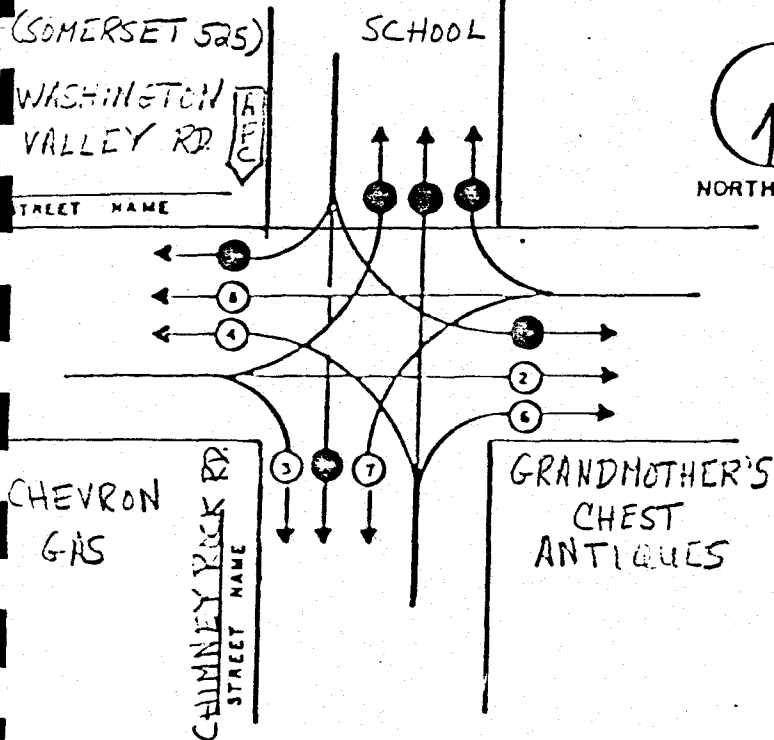 (SOMERSET 525)
WASHINGTON
VALLEY RD.
STREET NAME
SCHOOL
NORTH
8
4
2
6
3
7
CHEVRON
GAS
CHIMNEY ROCK RD.
STREET NAME
GRANDMOTHER'S
CHEST
ANTIQUES